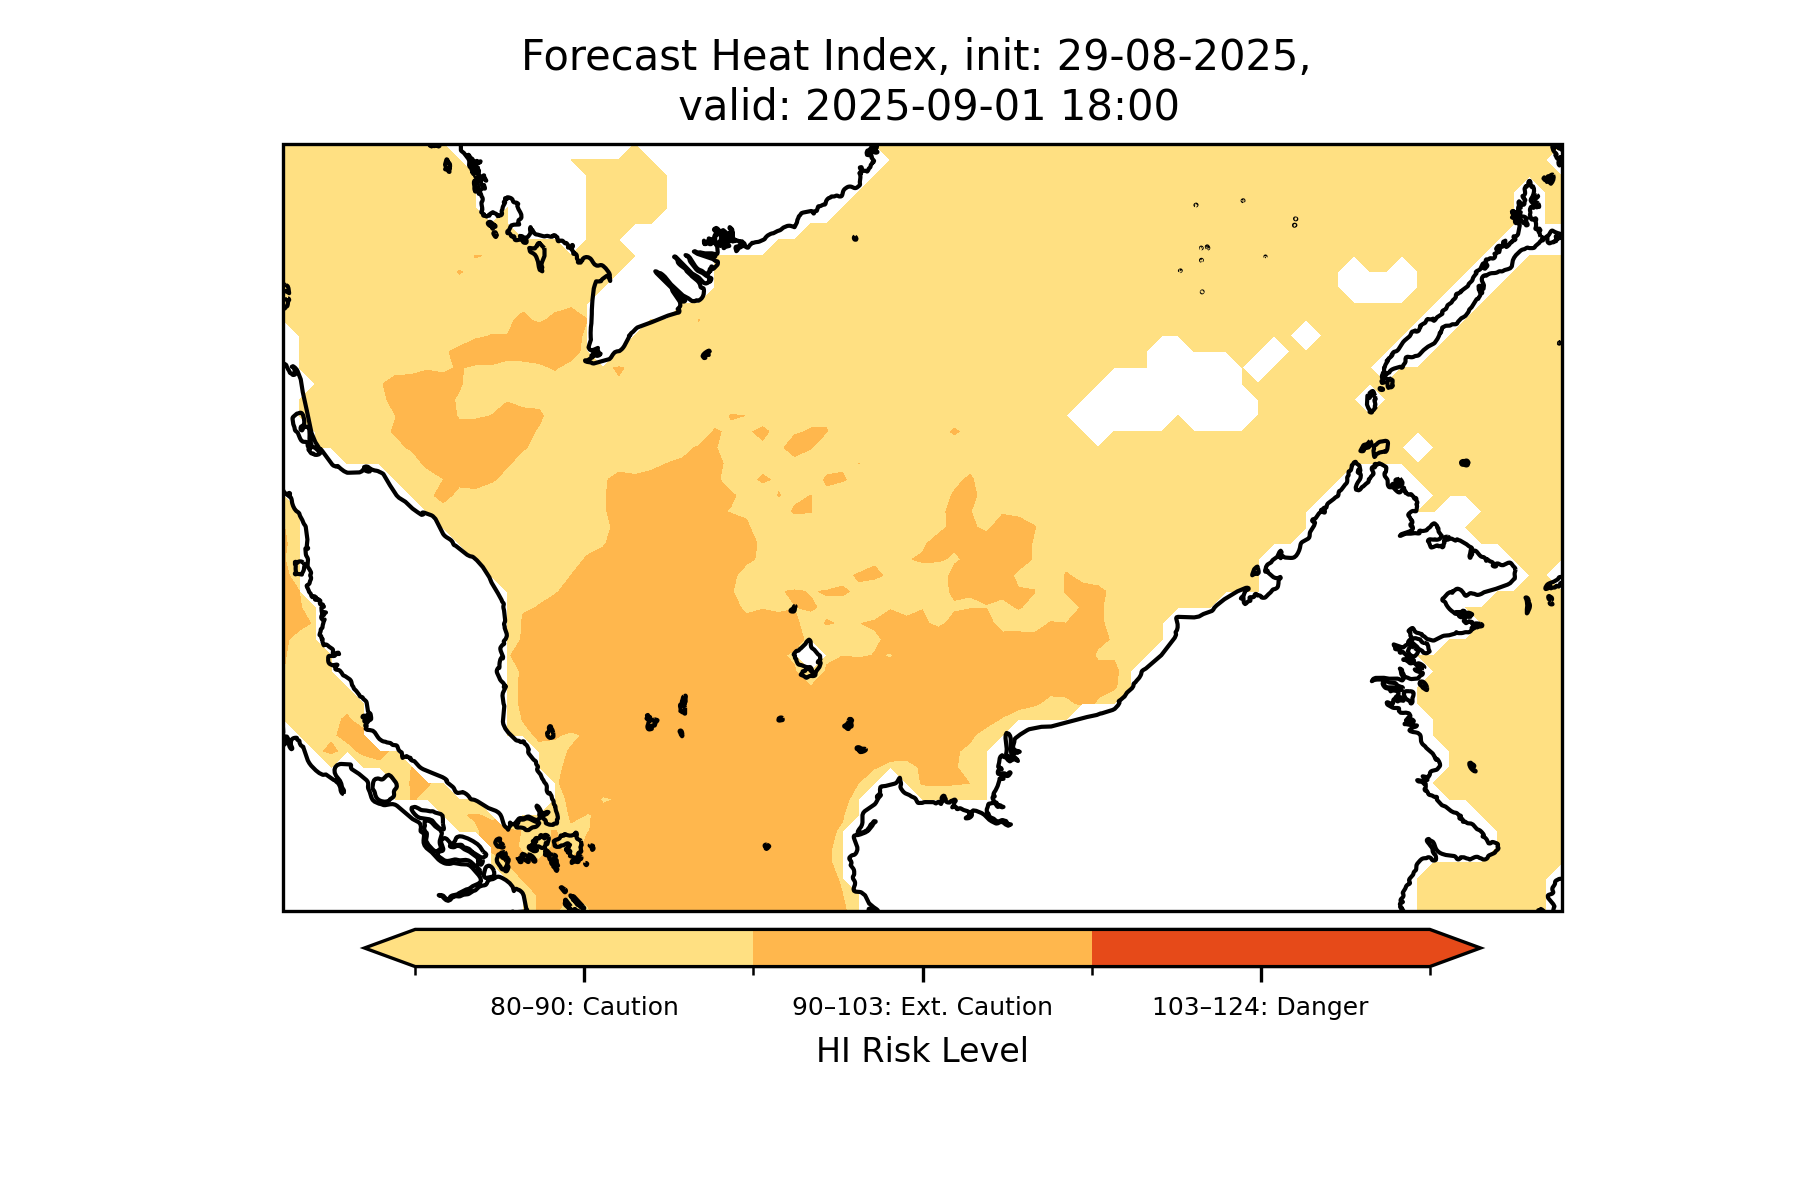 Forecast Heat Index, init: 29-08-2025,
valid: 2025-09-01 18:00
80–90: Caution
90–103: Ext. Caution
103–124: Danger
HI Risk Level